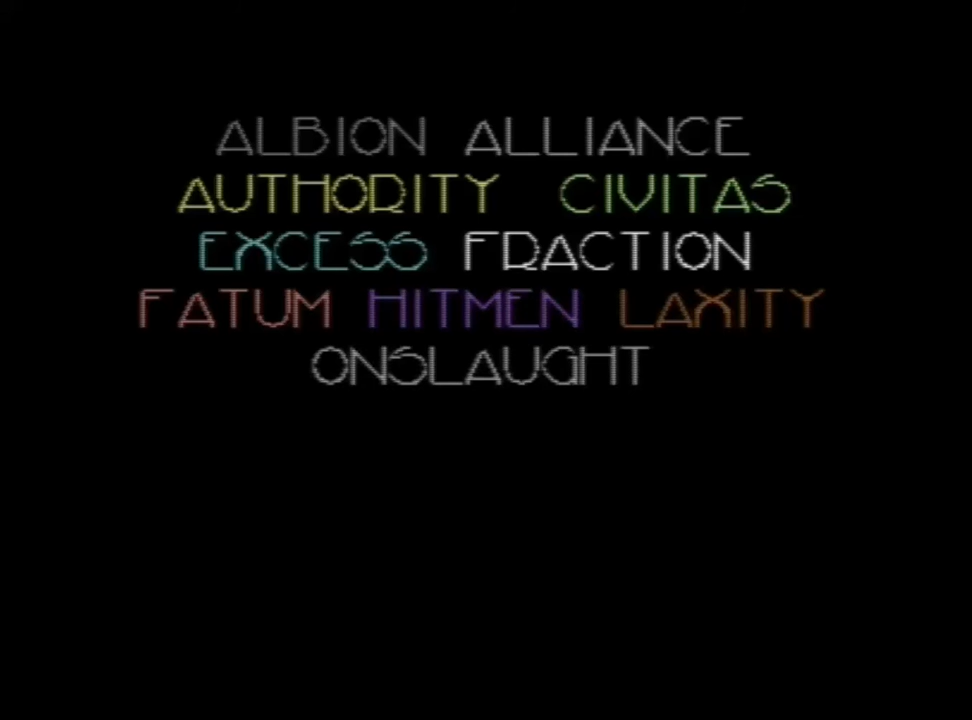 ALBION ALLIANCE
AUTHORITY CIVITAS
EXCESS FRACTION
FATUM HITMEN LAXITY
ONSLAUGHT